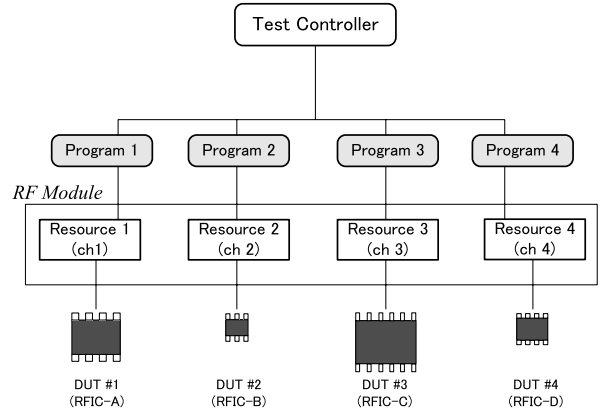 Test Controller
Program 1
Program 2
Program 3
Program 4
RF Module
Resource 1
(ch1)
Resource 2
(ch 2)
Resource 3
(ch 3)
Resource 4
(ch 4)
DUT #1
(RFIC-A)
DUT #2
(RFIC-B)
DUT #3
(RFIC-C)
DUT #4
(RFIC-D)